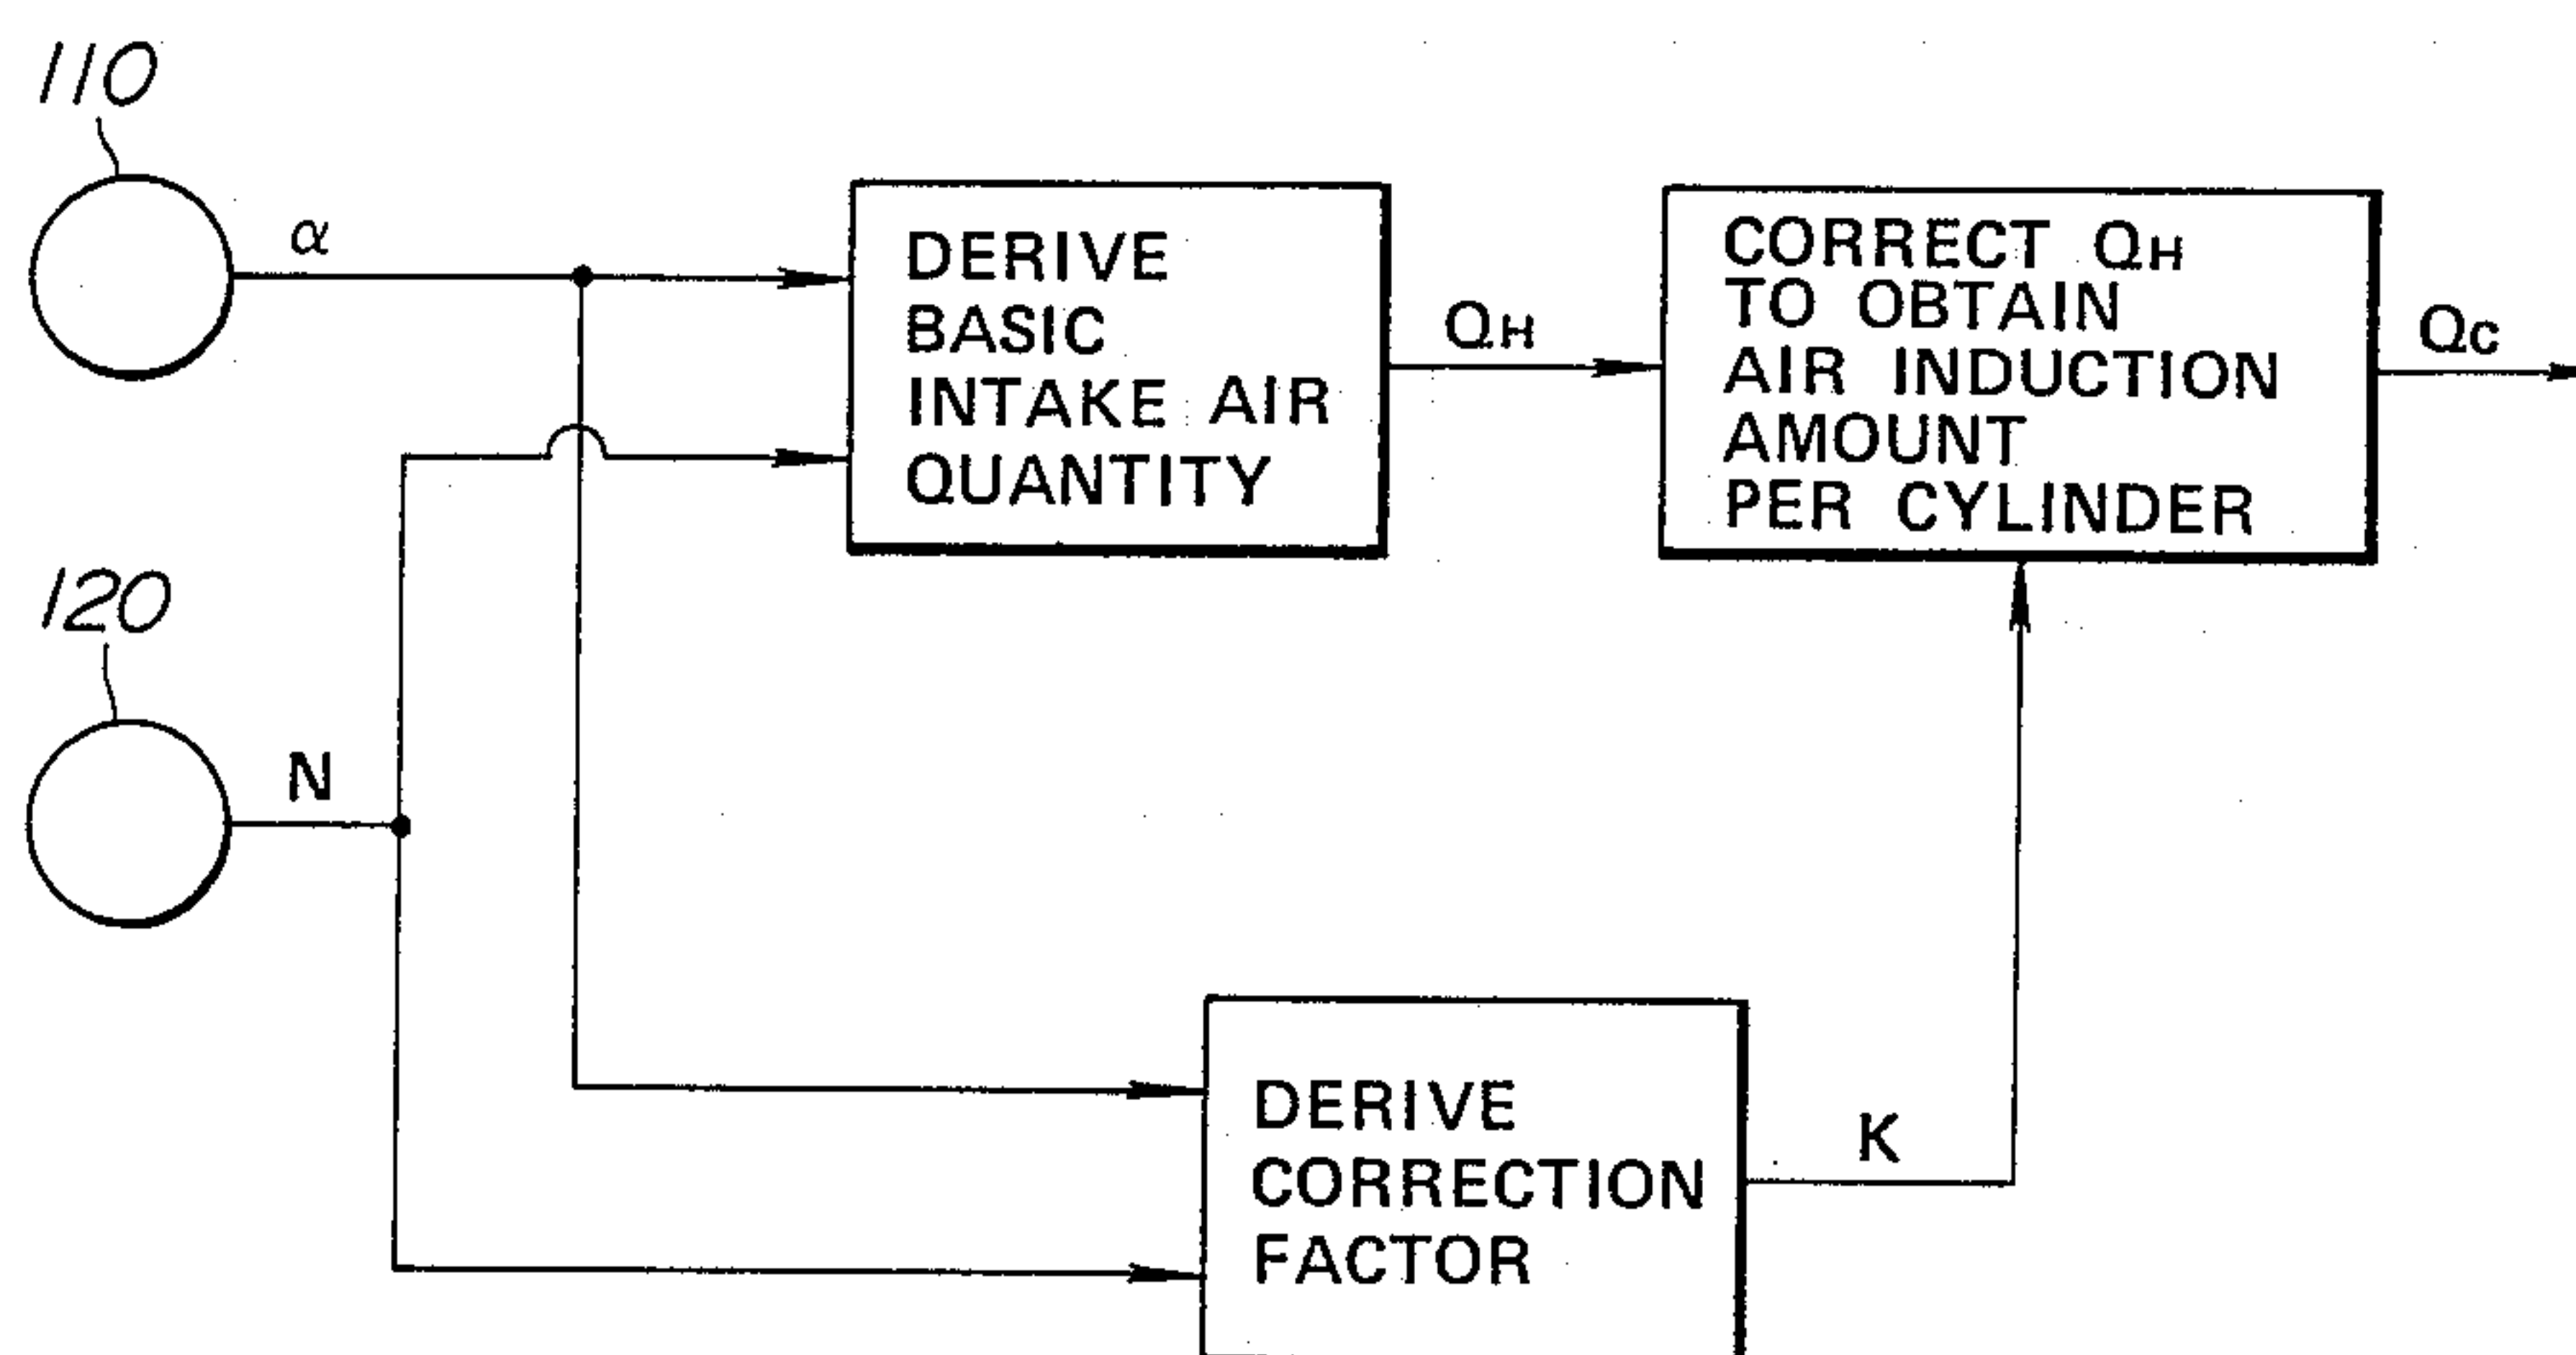 110
α
DERIVE
BASIC
INTAKE AIR
QUANTITY
QH
CORRECT QH
TO OBTAIN
AIR INDUCTION
AMOUNT
PER CYLINDER
Qc
120
N
DERIVE
CORRECTION
FACTOR
K